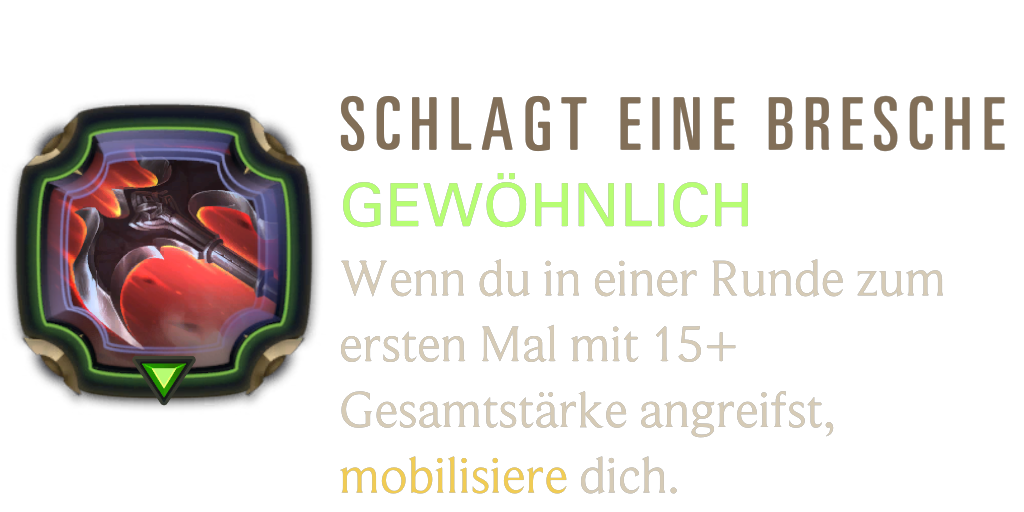 SCHLAGT EINE BRESCHE
GEWÖHNLICH
Wenn du in einer Runde zum
ersten Mal mit 15+
Gesamtstärke angreifst,
mobilisiere dich.